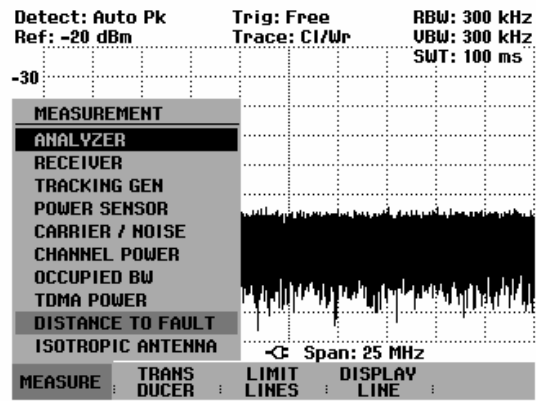 Detect: Auto Pk Trig: Free RBW: 300 kHz
Ref: -20 dBm Trace: Cl/Wr VBW: 300 kHz
SWT: 100 ms
-30
MEASUREMENT
ANALYZER
RECEIVER
TRACKING GEN
POWER SENSOR
CARRIER / NOISE
CHANNEL POWER
OCCUPIED BW
TDMA POWER
DISTANCE TO FAULT
ISOTROPIC ANTENNA
Span: 25 MHz
MEASURE TRANS DUCER LIMIT LINES DISPLAY LINE